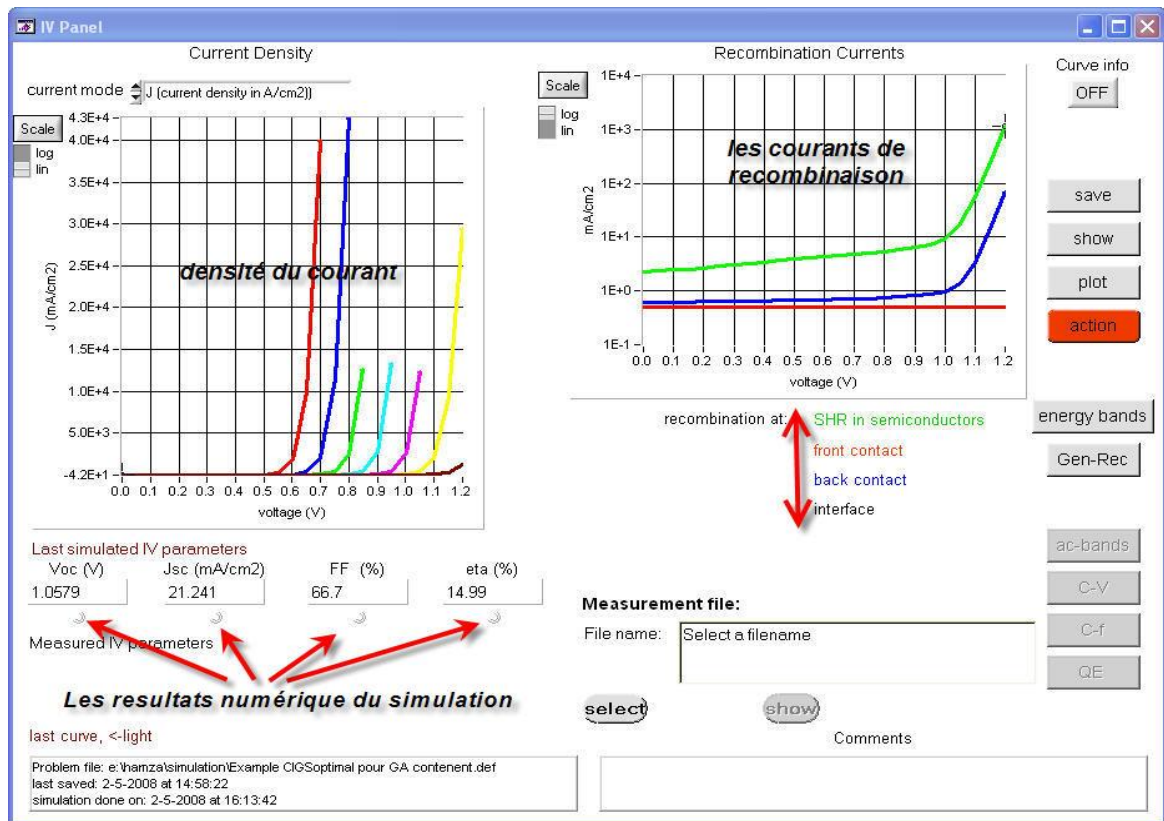 IV Panel
Current Density
current mode J (current density in A/cm2))
Scale
log
lin
4.3E+4
4.0E+4
3.5E+4
3.0E+4
2.5E+4
2.0E+4
1.5E+4
1.0E+4
5.0E+3
-4.2E+1
J (mA/cm2)
densité du courant
0.0 0.1 0.2 0.3 0.4 0.5 0.6 0.7 0.8 0.9 1.0 1.1 1.2
voltage (V)
Recombination Currents
Scale
log
lin
1E+4
1E+3
1E+2
1E+1
1E+0
1E-1
mA/cm2
les courants de
recombinaison
0.0 0.1 0.2 0.3 0.4 0.5 0.6 0.7 0.8 0.9 1.0 1.1 1.2
voltage (V)
recombination at: SHR in semiconductors
front contact
back contact
interface
Curve info
OFF
save
show
plot
action
energy bands
Gen-Rec
ac-bands
C-V
C-f
QE
Last simulated IV parameters
Voc (V) Jsc (mA/cm2) FF (%) eta (%)
1.0579 21.241 66.7 14.99
Measured IV parameters
Les resultats numérique du simulation
Measurement file:
File name: Select a filename
select show
last curve, <-light
Problem file: e:\hamza\simulation\Example CIGSoptimal pour GA contenent.def
last saved: 2-5-2008 at 14:58:22
simulation done on: 2-5-2008 at 16:13:42
Comments